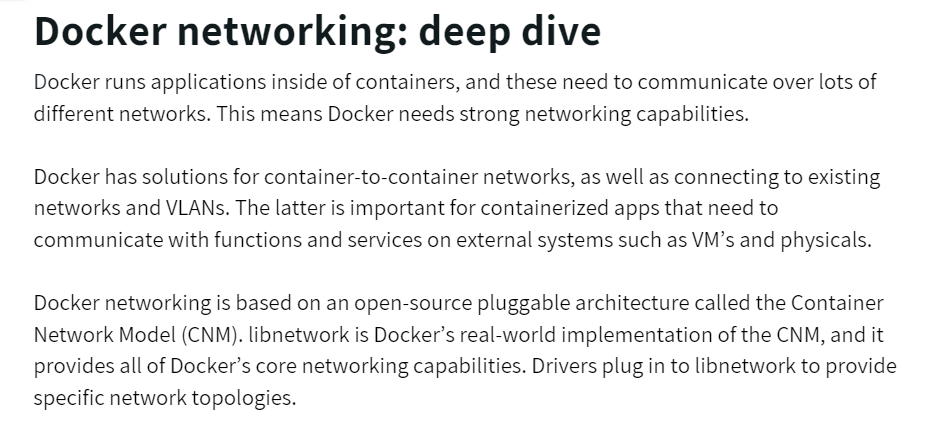 Docker networking: deep dive
Docker runs applications inside of containers, and these need to communicate over lots of
different networks. This means Docker needs strong networking capabilities.
Docker has solutions for container-to-container networks, as well as connecting to existing
networks and VLANs. The latter is important for containerized apps that need to
communicate with functions and services on external systems such as VM’s and physicals.
Docker networking is based on an open-source pluggable architecture called the Container
Network Model (CNM). libnetwork is Docker’s real-world implementation of the CNM, and it
provides all of Docker’s core networking capabilities. Drivers plug in to libnetwork to provide
specific network topologies.